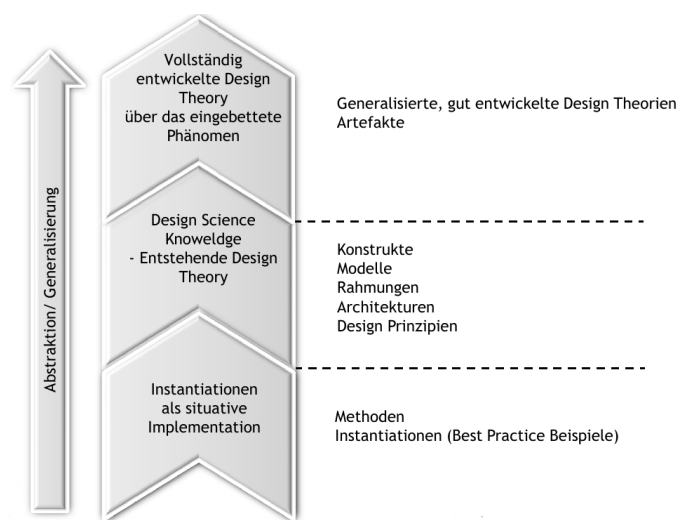 Vollständig
entwickelte Design
Theory
über das eingebettete
Phänomen
Generalisierte, gut entwickelte Design Theorien
Artefakte
Abstraktion/ Generalisierung
Design Science
Knoweldge
- Entstehende Design
Theory
Konstrukte
Modelle
Rahmungen
Architekturen
Design Prinzipien
Instantiationen
als situative
Implementation
Methoden
Instantiationen (Best Practice Beispiele)